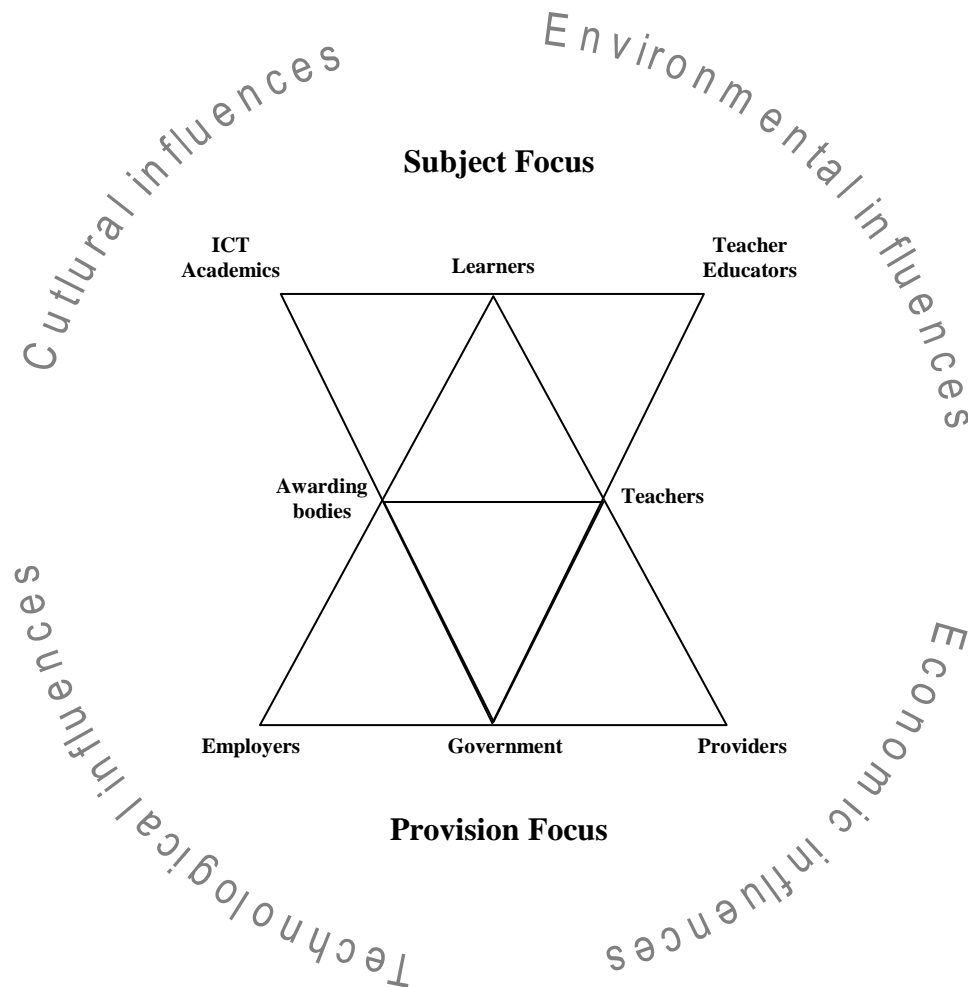 Cutlural influences
Environmental influences
Subject Focus
ICT
Academics
Learners
Teacher
Educators
Awarding
bodies
Teachers
Employers
Government
Providers
Provision Focus
Technological influences
Economic influences